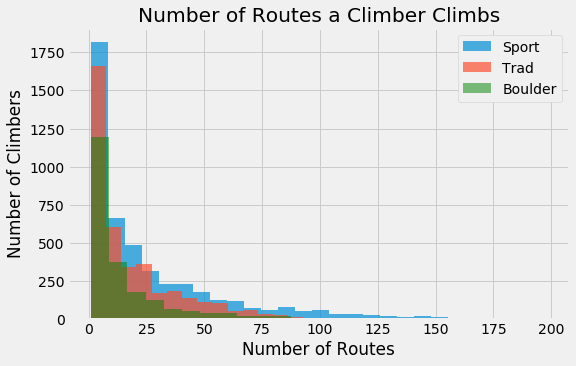 Number of Routes a Climber Climbs
Sport
Trad
Boulder
Number of Climbers
1750
1500
1250
1000
750
500
250
0
0 25 50 75 100 125 150 175 200
Number of Routes